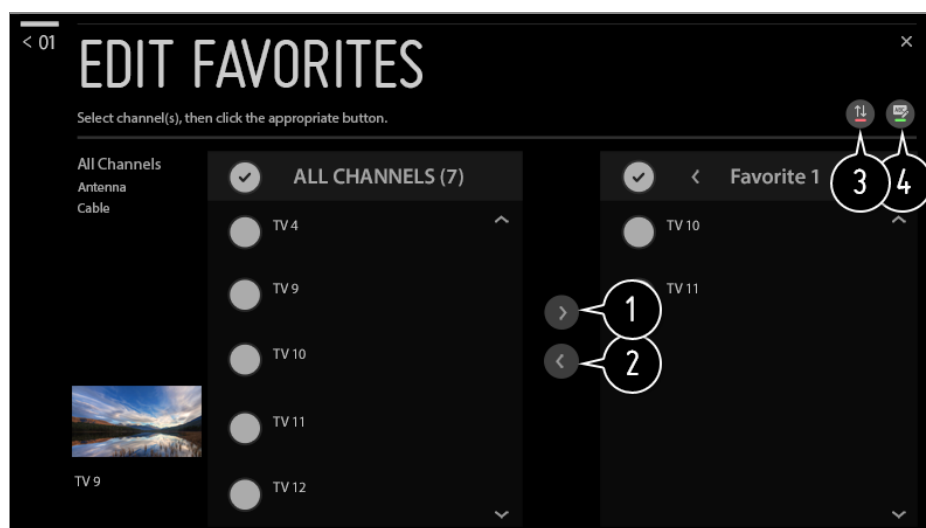 < 01
EDIT FAVORITES
Select channel(s), then click the appropriate button.
All Channels
Antenna
Cable
ALL CHANNELS (7)
TV 4
TV 9
TV 10
TV 11
TV 12
Favorite 1
TV 10
TV 11
1
2
3
4
TV 9